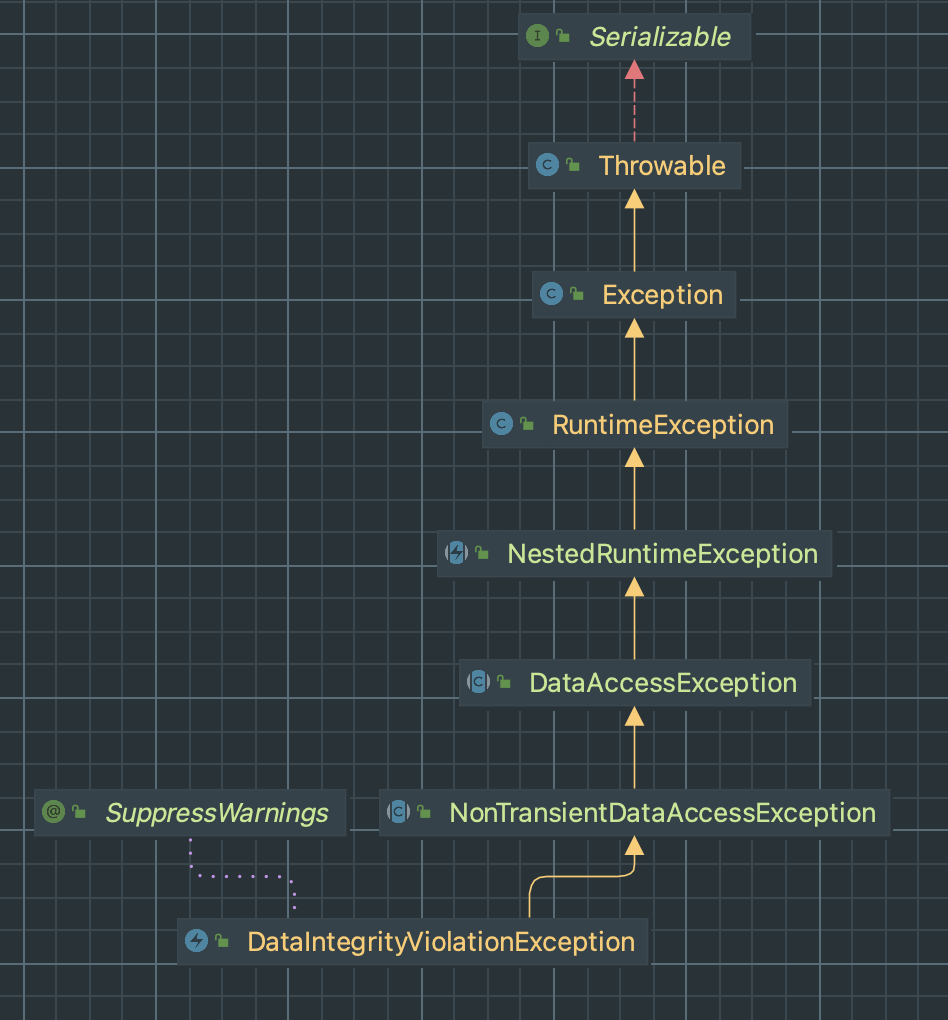 Serializable
Throwable
Exception
RuntimeException
NestedRuntimeException
DataAccessException
SuppressWarnings
NonTransientDataAccessException
DataIntegrityViolationException